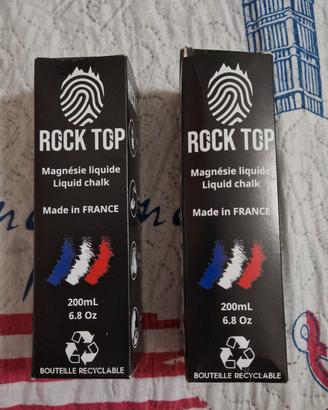 ROCK TOP
Magnésie liquide
Liquid chalk
Made in FRANCE
200mL
6.8 Oz
BOUTEILLE RECYCLABLE
ROCK TOP
Magnésie liquide
Liquid chalk
Made in FRANCE
200mL
6.8 Oz
BOUTEILLE RECYCLABLE